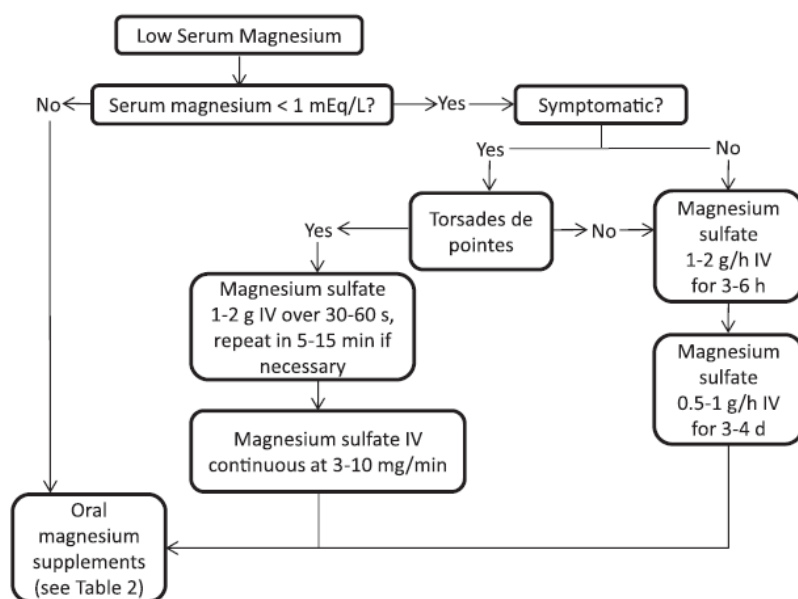 Low Serum Magnesium
No
Serum magnesium < 1 mEq/L?
Yes
Symptomatic?
Yes
No
Yes
Torsades de
pointes
No
Magnesium
sulfate
1-2 g/h IV
for 3-6 h
Magnesium sulfate
1-2 g IV over 30-60 s,
repeat in 5-15 min if
necessary
Magnesium
sulfate
0.5-1 g/h IV
for 3-4 d
Magnesium sulfate IV
continuous at 3-10 mg/min
Oral
magnesium
supplements
(see Table 2)